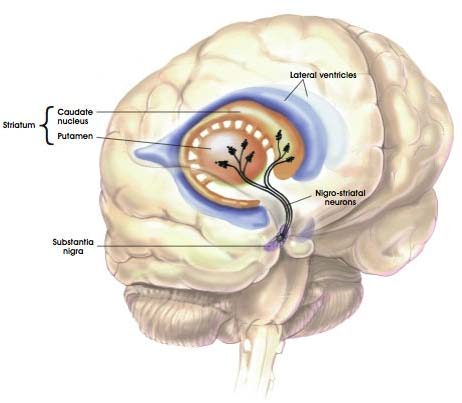 Lateral ventricles
Striatum
Caudate
nucleus
Putamen
Nigro-striatal
neurons
Substantia
nigra